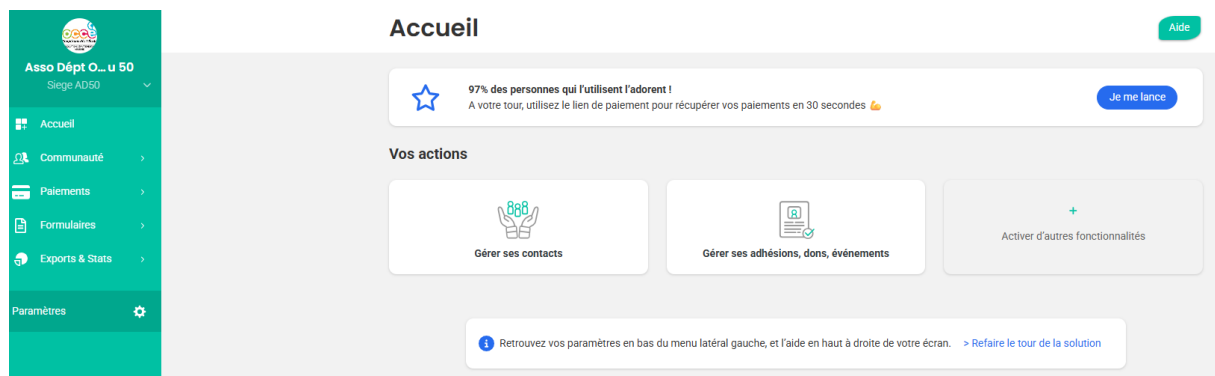 occe
Asso Dépt O... u 50
Siege AD50
Accueil
Communauté
Paiements
Formulaires
Exports & Stats
Paramètres
Accueil
Aide
97% des personnes qui l'utilisent l'adorent !
A votre tour, utilisez le lien de paiement pour récupérer vos paiements en 30 secondes 💪
Je me lance
Vos actions
Gérer ses contacts
Gérer ses adhésions, dons, événements
+
Activer d'autres fonctionnalités
Retrouvez vos paramètres en bas du menu latéral gauche, et l'aide en haut à droite de votre écran. > Refaire le tour de la solution